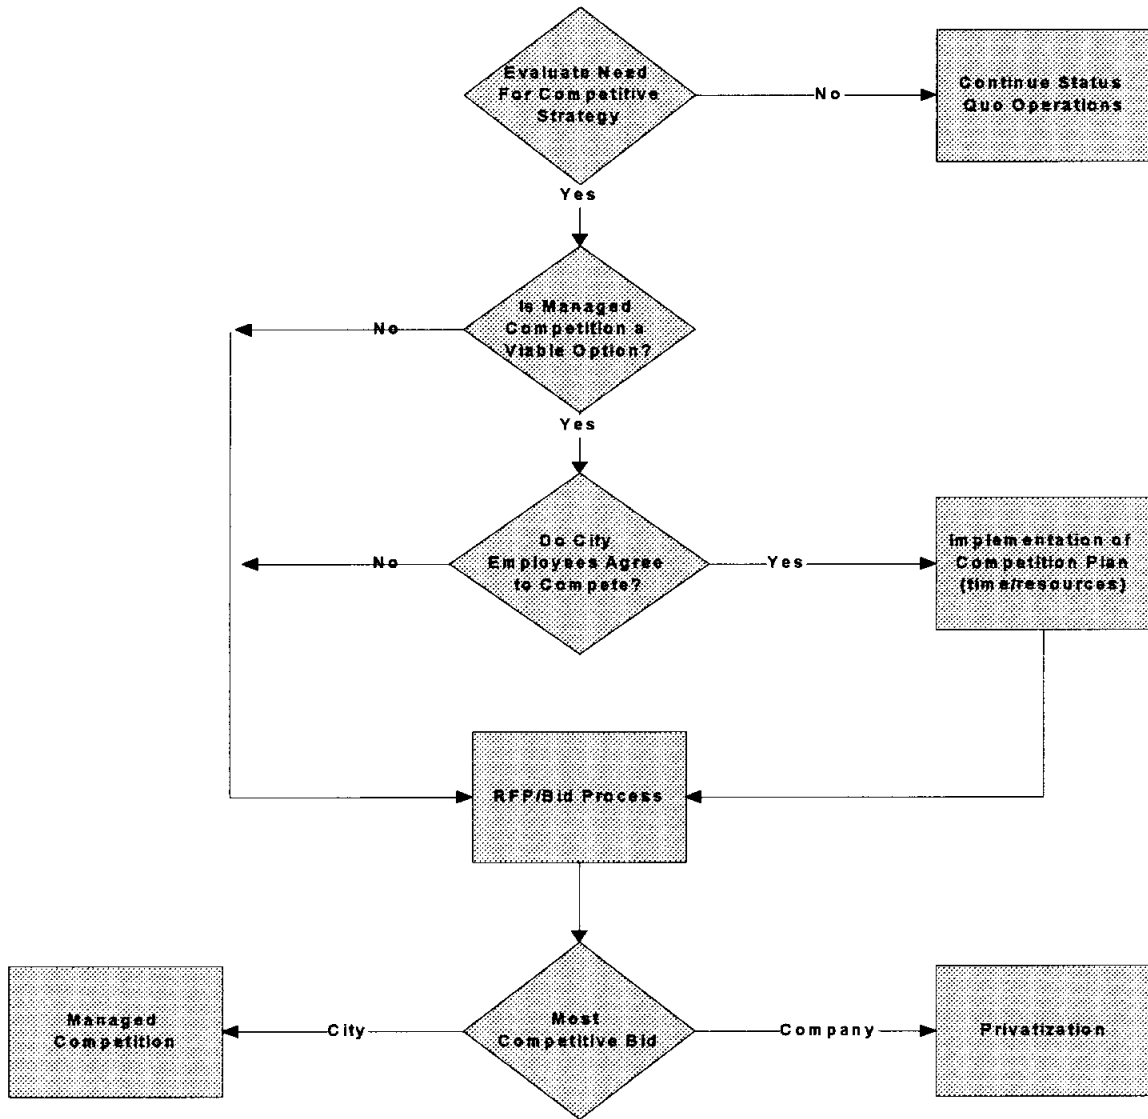 Evaluate Need
For Competitive
Strategy
No
Continue Status
Quo Operations
Yes
Is Managed
Competition a
Viable Option?
No
Yes
Do City
Employees Agree
to Compete?
No
Yes
Implementation of
Competition Plan
(time/resources)
RFP/Bid Process
Most
Competitive Bid
City
Managed
Competition
Company
Privatization